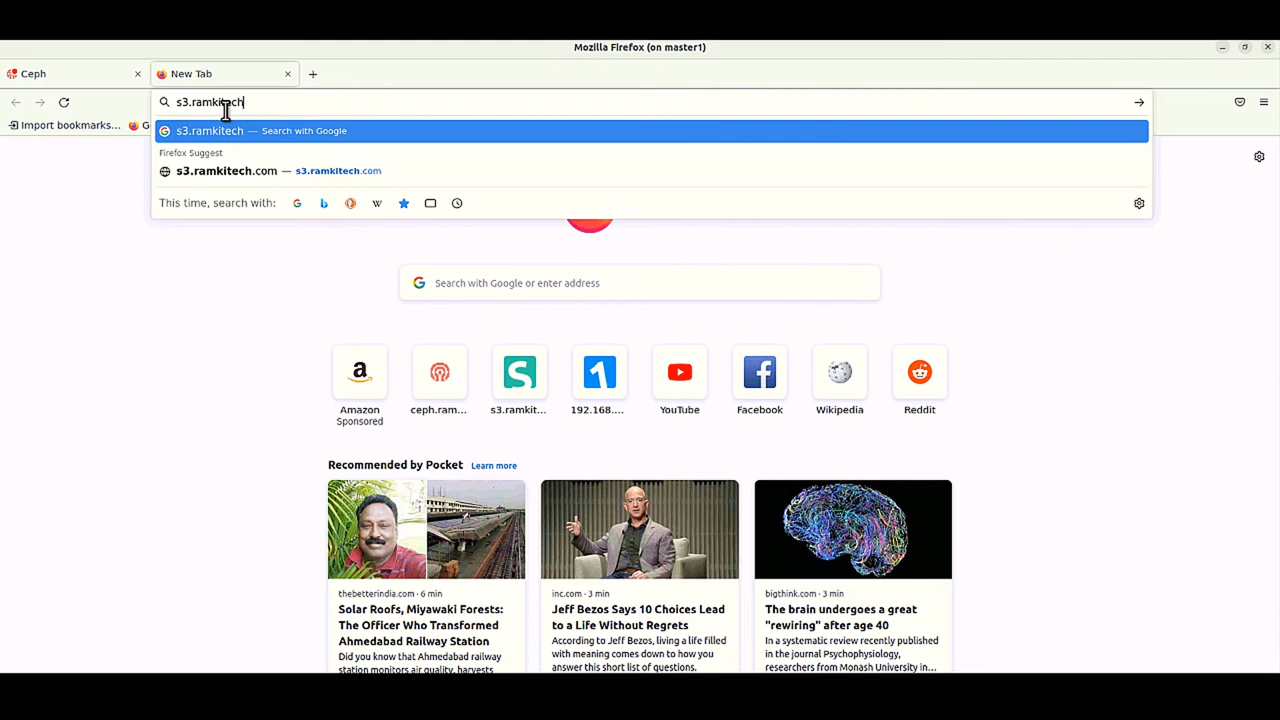 Mozilla Firefox (on master1)
Ceph
New Tab
s3.ramkitech
Import bookmarks...
G
s3.ramkitech — Search with Google
Firefox Suggest
s3.ramkitech.com — s3.ramkitech.com
This time, search with:
Search with Google or enter address
Amazon
Sponsored
ceph.ram...
s3.ramkit...
192.168....
YouTube
Facebook
Wikipedia
Reddit
Recommended by Pocket Learn more
thebetterindia.com · 6 min
Solar Roofs, Miyawaki Forests:
The Officer Who Transformed
Ahmedabad Railway Station
Did you know that Ahmedabad railway
station monitors air quality, harvests
inc.com · 3 min
Jeff Bezos Says 10 Choices Lead
to a Life Without Regrets
According to Jeff Bezos, living a life filled
with meaning comes down to how you
answer this short list of questions.
bigthink.com · 3 min
The brain undergoes a great
"rewiring" after age 40
In a systematic review recently published
in the journal Psychophysiology,
researchers from Monash University in...